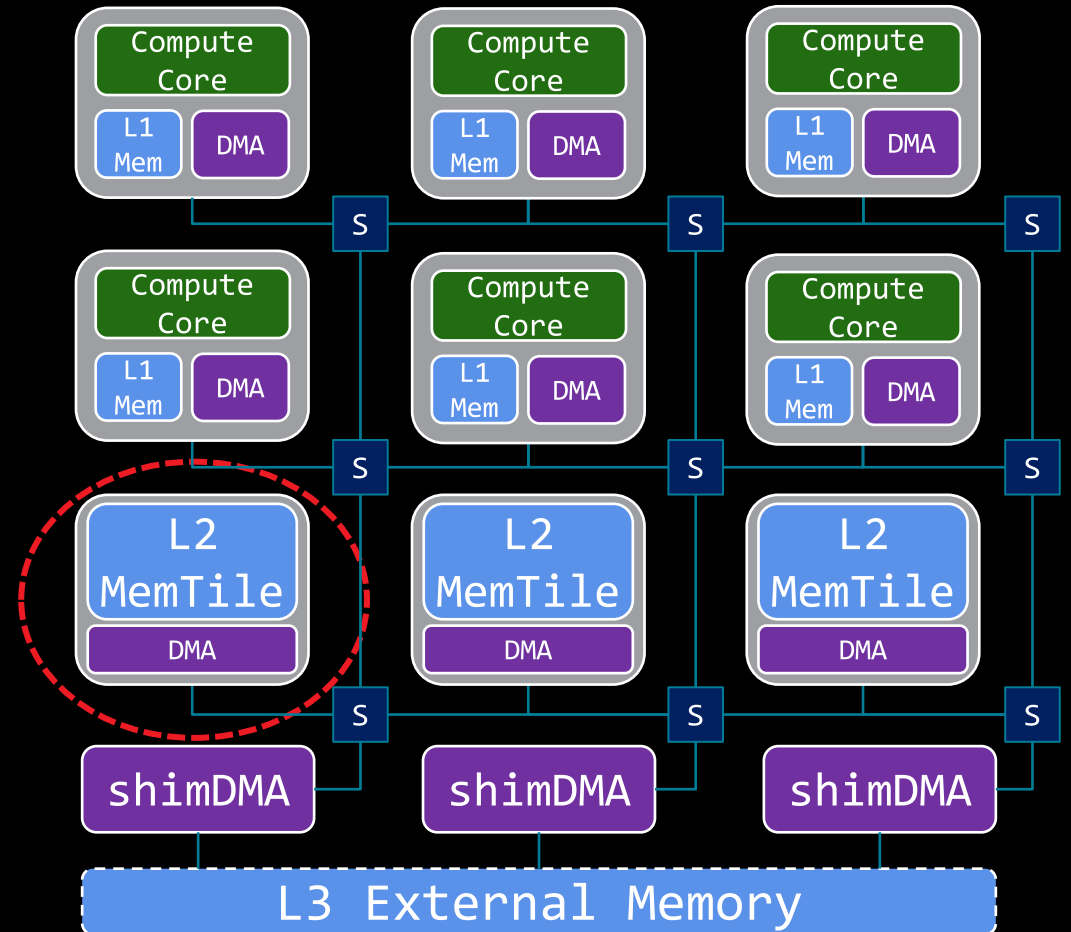 Compute
Core
L1
Mem
DMA
Compute
Core
L1
Mem
DMA
Compute
Core
L1
Mem
DMA
S
S
S
Compute
Core
L1
Mem
DMA
Compute
Core
L1
Mem
DMA
Compute
Core
L1
Mem
DMA
S
S
S
L2
MemTile
DMA
L2
MemTile
DMA
L2
MemTile
DMA
S
S
S
shimDMA
shimDMA
shimDMA
L3 External Memory